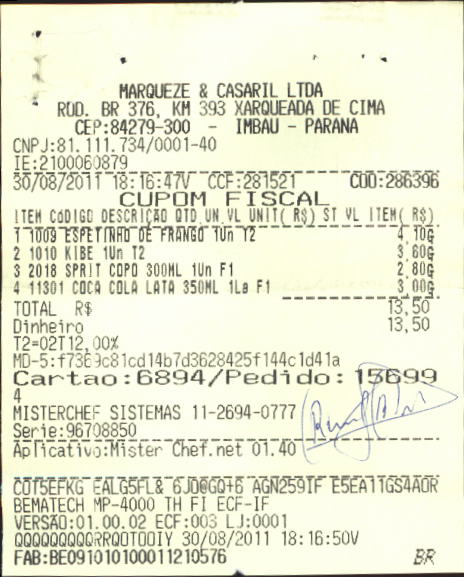 MARQUEZE & CASARIL LTDA
ROD. BR 376, KM 393 XARQUEADA DE CIMA
CEP:84279-300 - IMBAU - PARANA
CNPJ:81.111.734/0001-40
IE:2100060879
30/08/2011 18:16:47V CCF:281521 COO:286396
CUPOM FISCAL
ITEM CÓDIGO DESCRIÇÃO QTD.UN.VL UNIT( R$) ST VL ITEM( R$)
1 1009 ESPETINHO DE FRANGO 1Un T2 4,10G
2 1010 KIBE 1Un T2 3,60G
3 2018 SPRIT COPO 300ML 1Un F1 2,80G
4 11301 COCA COLA LATA 350ML 1La F1 3,00G
TOTAL R$ 13,50
Dinheiro 13,50
T2=02T12,00%
MD-5:f7369c81cd14b7d3628425f144c1d41a
Cartao:6894/Pedido:15699
4
MISTERCHEF SISTEMAS 11-2694-0777
Serie:96708850
Aplicativo:Mister Chef.net 01.40
COT5EFKG EALG5FL& 6JD@GQ+6 AGN259IF E5EA11GS4AOR
BEMATECH MP-4000 TH FI ECF-IF
VERSÃO:01.00.02 ECF:003 LJ:0001
QQQQQQQQQRRQOTOOIY 30/08/2011 18:16:50V
FAB:BE091010100011210576 BR